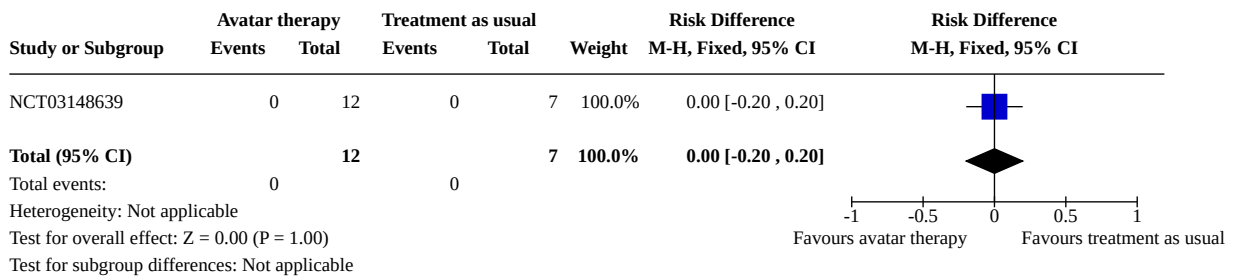 Avatar therapy Treatment as usual Risk Difference Risk Difference
Study or Subgroup Events Total Events Total Weight M-H, Fixed, 95% CI M-H, Fixed, 95% CI
NCT03148639 0 12 0 7 100.0% 0.00 [-0.20 , 0.20]
Total (95% CI) 12 7 100.0% 0.00 [-0.20 , 0.20]
Total events: 0 0
Heterogeneity: Not applicable
-1 -0.5 0 0.5 1
Test for overall effect: Z = 0.00 (P = 1.00) Favours avatar therapy Favours treatment as usual
Test for subgroup differences: Not applicable